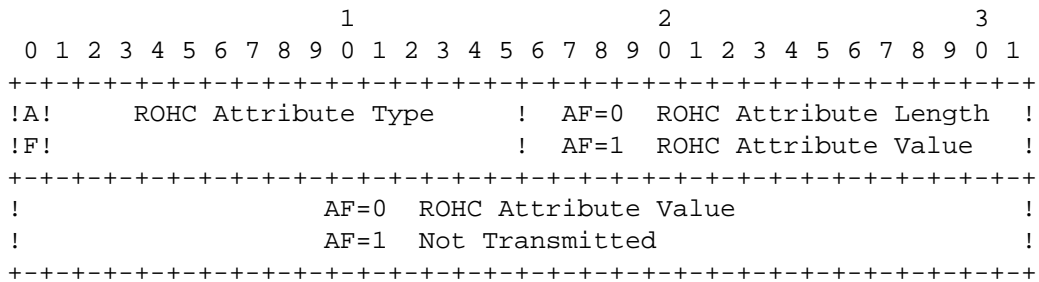 1                   2                   3
 0 1 2 3 4 5 6 7 8 9 0 1 2 3 4 5 6 7 8 9 0 1 2 3 4 5 6 7 8 9 0 1
+-+-+-+-+-+-+-+-+-+-+-+-+-+-+-+-+-+-+-+-+-+-+-+-+-+-+-+-+-+-+-+-+
!A!     ROHC Attribute Type     !  AF=0  ROHC Attribute Length  !
!F!                             !  AF=1  ROHC Attribute Value   !
+-+-+-+-+-+-+-+-+-+-+-+-+-+-+-+-+-+-+-+-+-+-+-+-+-+-+-+-+-+-+-+-+
!                   AF=0  ROHC Attribute Value                  !
!                   AF=1  Not Transmitted                       !
+-+-+-+-+-+-+-+-+-+-+-+-+-+-+-+-+-+-+-+-+-+-+-+-+-+-+-+-+-+-+-+-+